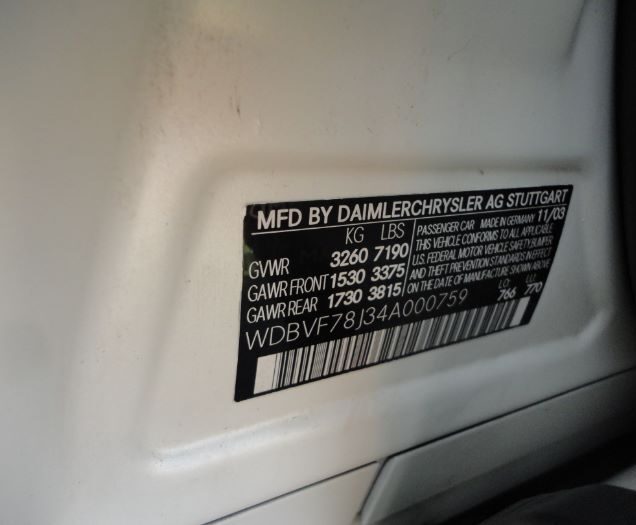 MFD BY DAIMLERCHRYSLER AG STUTTGART
KG LBS
GVWR 3260 7190
GAWR FRONT 1530 3375
GAWR REAR 1730 3815
PASSENGER CAR MADE IN GERMANY 11/03
THIS VEHICLE CONFORMS TO ALL APPLICABLE
U.S. FEDERAL MOTOR VEHICLE SAFETY, BUMPER
AND THEFT PREVENTION STANDARDS IN EFFECT
ON THE DATE OF MANUFACTURE SHOWN ABOVE
WDBVF78J34A000759
LO
766 770